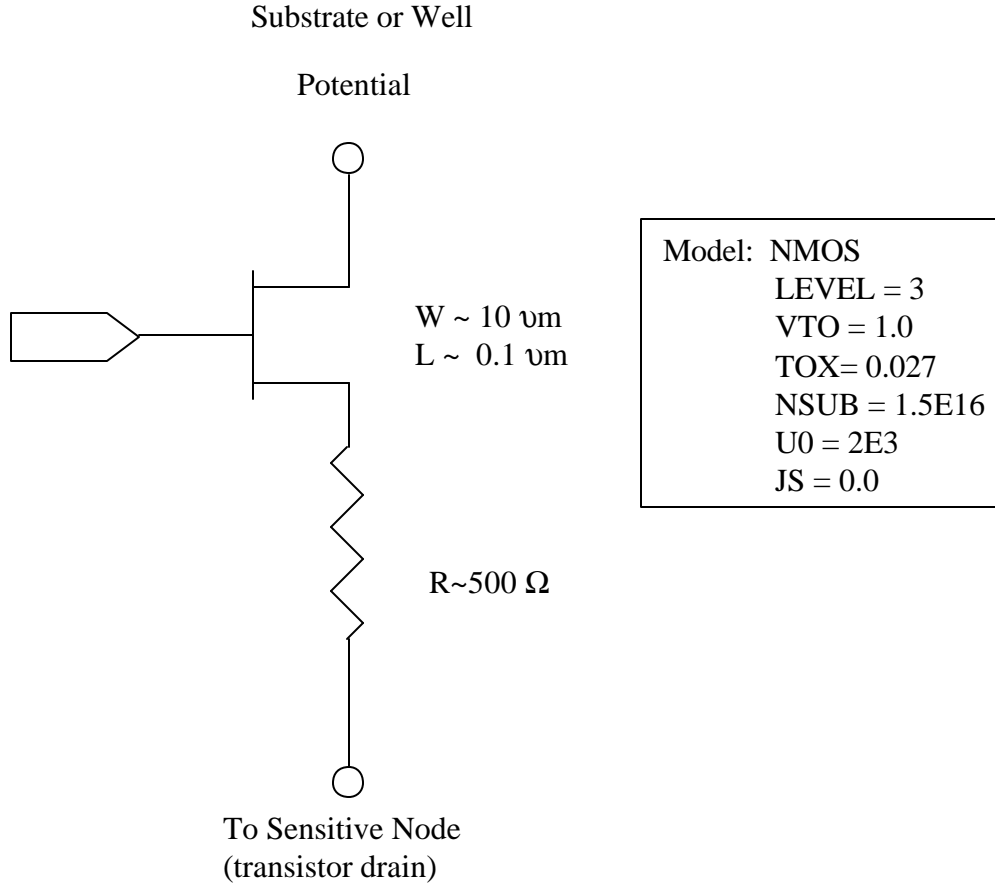 Substrate or Well
Potential
W ~ 10 υm
L ~ 0.1 υm
Model: NMOS
LEVEL = 3
VTO = 1.0
TOX= 0.027
NSUB = 1.5E16
U0 = 2E3
JS = 0.0
R~500 Ω
To Sensitive Node
(transistor drain)